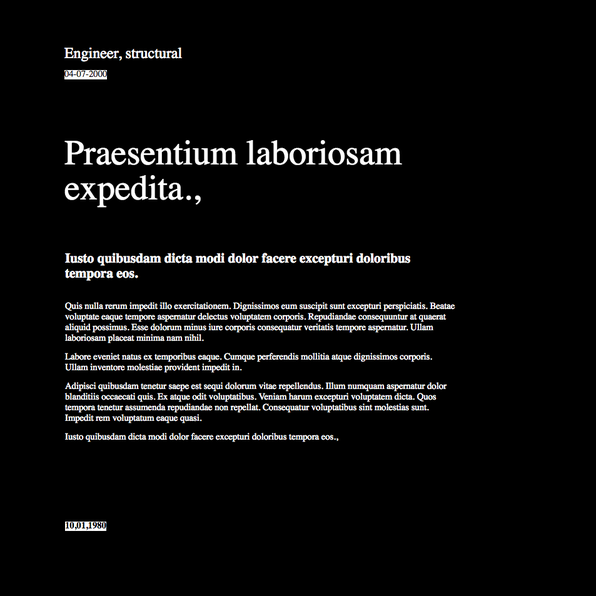 Engineer, structural
04-07-2000
Praesentium laboriosam
expedita.,
Iusto quibusdam dicta modi dolor facere excepturi doloribus
tempora eos.
Quis nulla rerum impedit illo exercitationem. Dignissimos eum suscipit sunt excepturi perspiciatis. Beatae
voluptate eaque tempore aspernatur delectus voluptatem corporis. Repudiandae consequuntur at quaerat
aliquid possimus. Esse dolorum minus iure corporis consequatur veritatis tempore aspernatur. Ullam
laboriosam placeat minima nam nihil.
Labore eveniet natus ex temporibus eaque. Cumque perferendis mollitia atque dignissimos corporis.
Ullam inventore molestiae provident impedit in.
Adipisci quibusdam tenetur saepe est sequi dolorum vitae repellendus. Illum numquam aspernatur dolor
blanditiis occaecati quis. Ex atque odit voluptatibus. Veniam harum excepturi voluptatem dicta. Quos
tempora tenetur assumenda repudiandae non repellat. Consequatur voluptatibus sint molestias sunt.
Impedit rem voluptatum eaque quasi.
Iusto quibusdam dicta modi dolor facere excepturi doloribus tempora eos.,
10,01,1980